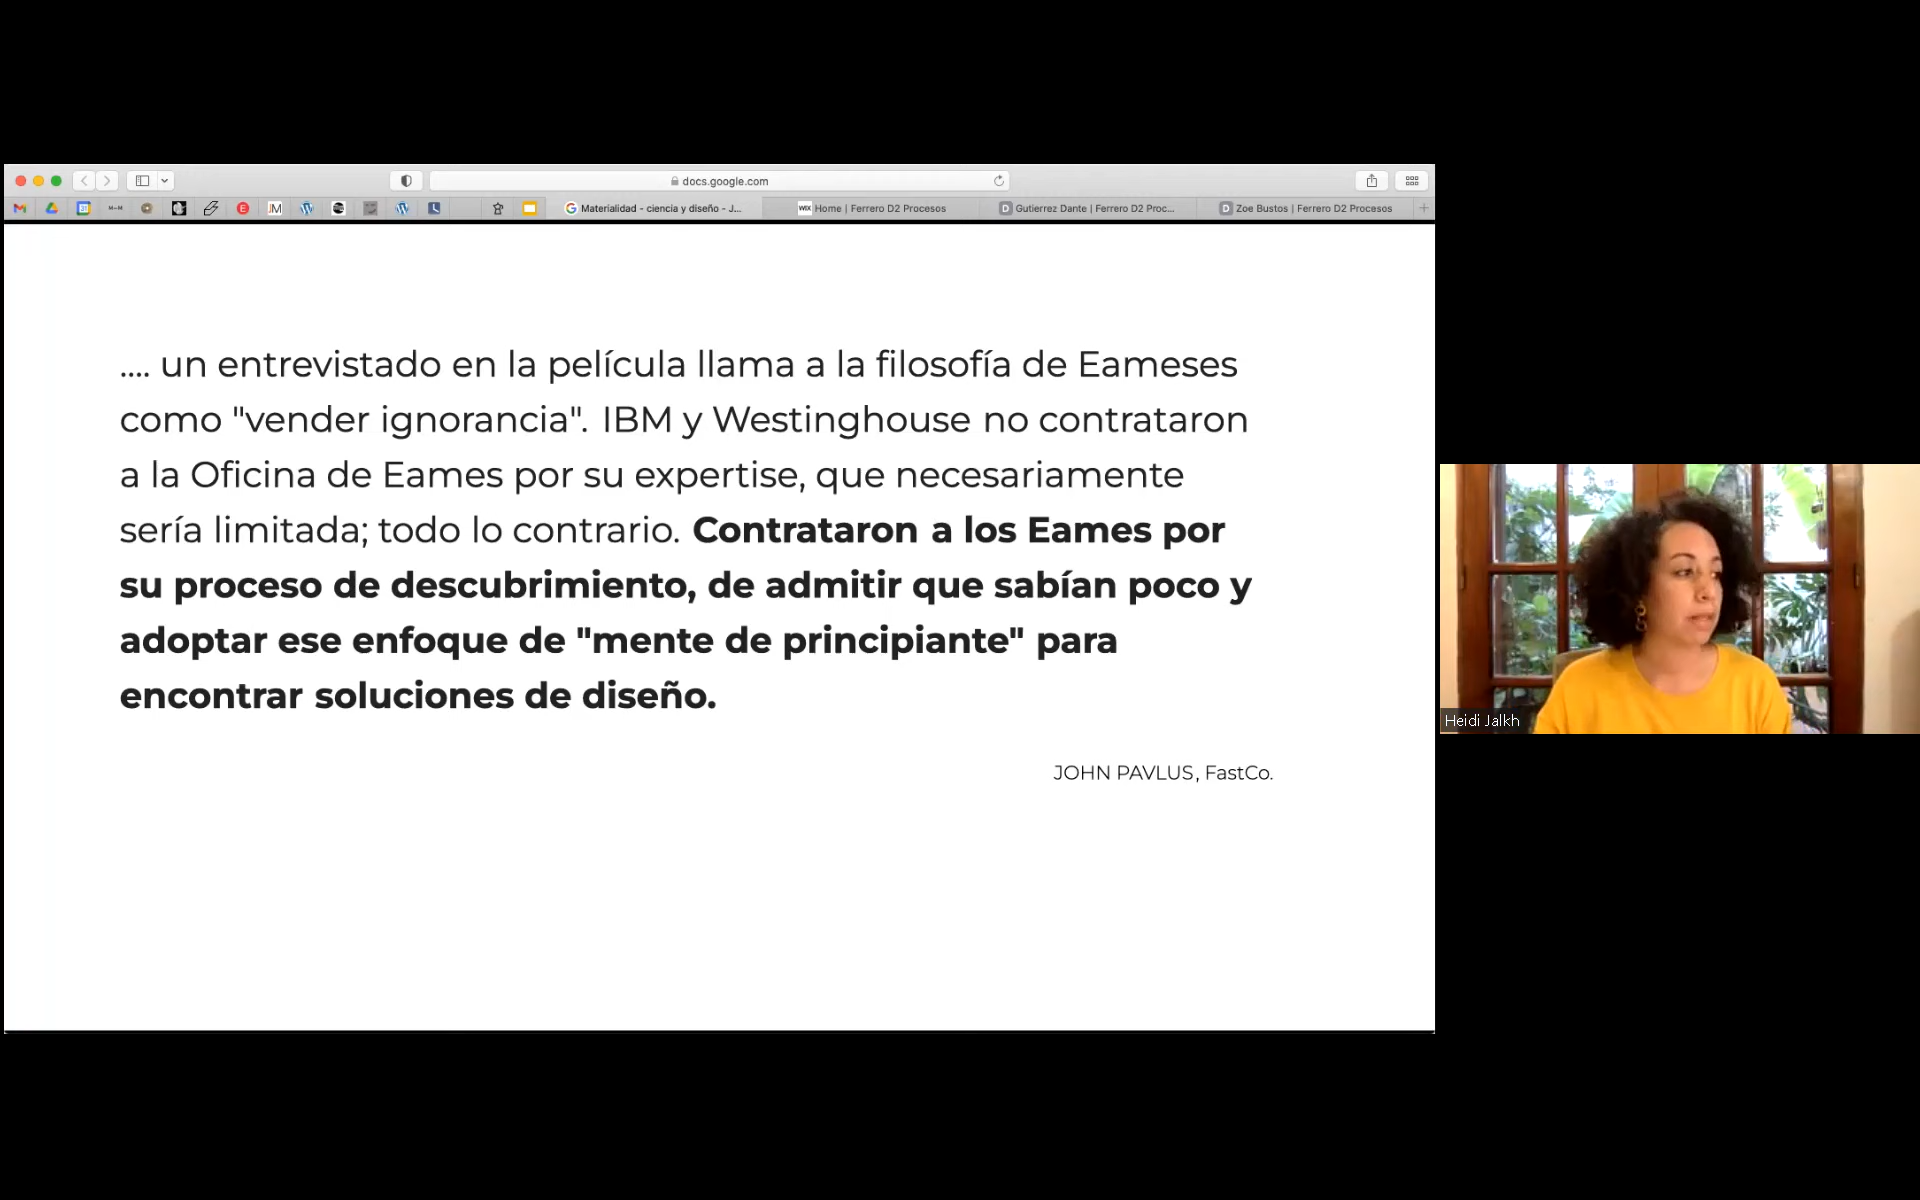 docs.google.com
Materialidad - ciencia y diseño - J...
WIX Home | Ferrero D2 Procesos
D Gutierrez Dante | Ferrero D2 Proc...
D Zoe Bustos | Ferrero D2 Procesos
.... un entrevistado en la película llama a la filosofía de Eameses
como "vender ignorancia". IBM y Westinghouse no contrataron
a la Oficina de Eames por su expertise, que necesariamente
sería limitada; todo lo contrario. Contrataron a los Eames por
su proceso de descubrimiento, de admitir que sabían poco y
adoptar ese enfoque de "mente de principiante" para
encontrar soluciones de diseño.
JOHN PAVLUS, FastCo.
Heidi Jalkh